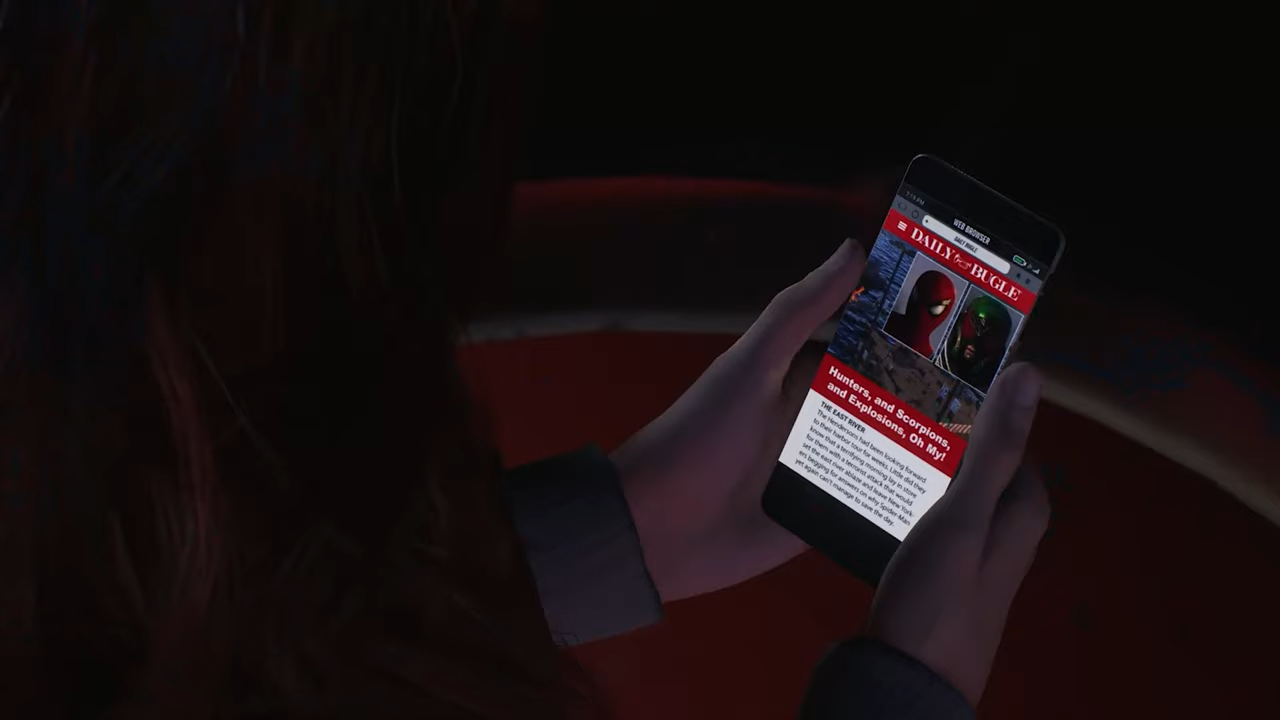 WEB BROWSER
DAILY BUGLE
DAILY BUGLE
Hunters, and Scorpions,
and Explosions, Oh My!
THE EAST RIVER
The Hendersons had been looking forward
to their harbor tour for weeks. Little did they
know that a terrifying morning lay in store
for them with a terrorist attack that would
set the east river ablaze and leave New York-
ers begging for answers on why Spider-Man
yet again can't manage to save the day.